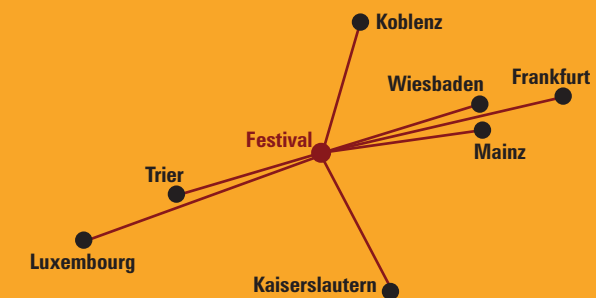 Koblenz
Wiesbaden
Frankfurt
Festival
Mainz
Trier
Luxembourg
Kaiserslautern